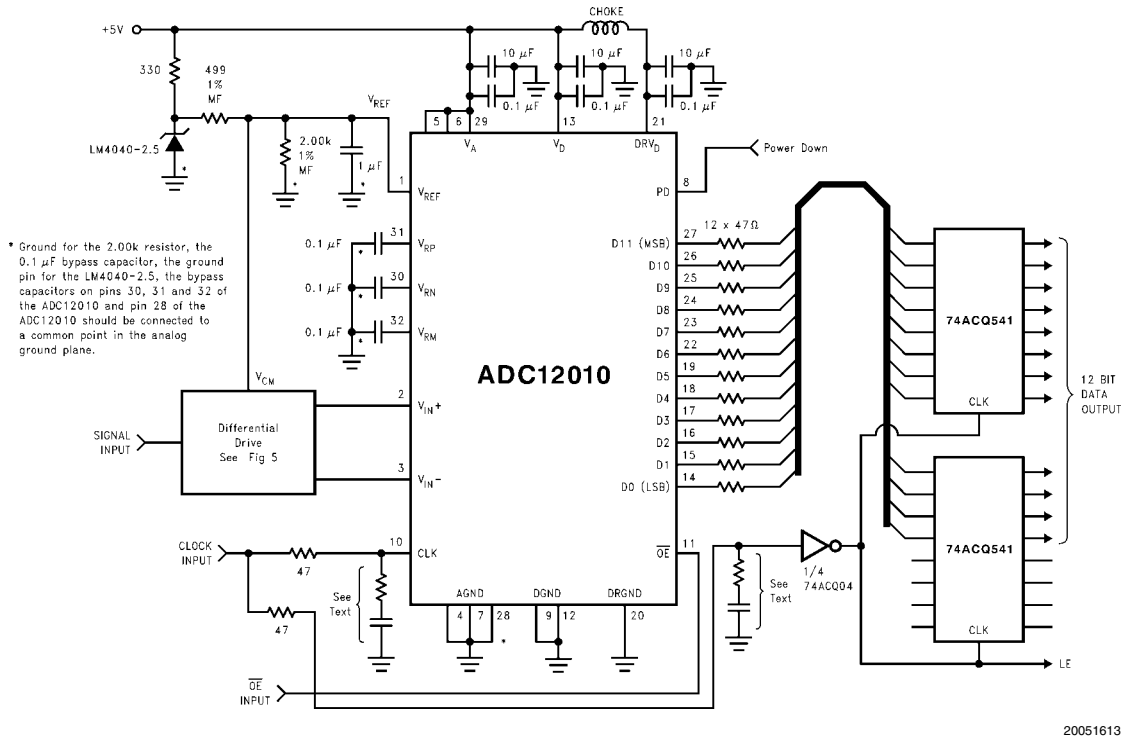 CHOKE
+5V
10 µF
10 µF
10 µF
330
499
1%
MF
0.1 µF
0.1 µF
0.1 µF
VREF
5 6 29
13
21
LM4040-2.5
*
2.00k
1%
MF
*
1 µF
*
VA
VD
DRVD
Power Down
1
VREF
PD
8
* Ground for the 2.00k resistor, the
0.1 µF bypass capacitor, the ground
pin for the LM4040-2.5, the bypass
capacitors on pins 30, 31 and 32 of
the ADC12010 and pin 28 of the
ADC12010 should be connected to
a common point in the analog
ground plane.
0.1 µF
*
31
VRP
0.1 µF
*
30
VRN
0.1 µF
*
32
VRM
ADC12010
12 x 47Ω
D11 (MSB) 27
D10 26
D9 25
D8 24
D7 23
D6 22
D5 19
D4 18
D3 17
D2 16
D1 15
D0 (LSB) 14
74ACQ541
CLK
12 BIT
DATA
OUTPUT
VCM
SIGNAL
INPUT
Differential
Drive
See Fig 5
2
VIN+
3
VIN-
CLOCK
INPUT
47
10
CLK
OE
11
1/4
74ACQ04
74ACQ541
CLK
47
See
Text
See
Text
AGND
DGND
DRGND
4 7 28
*
9 12
20
OE
INPUT
LE
20051613